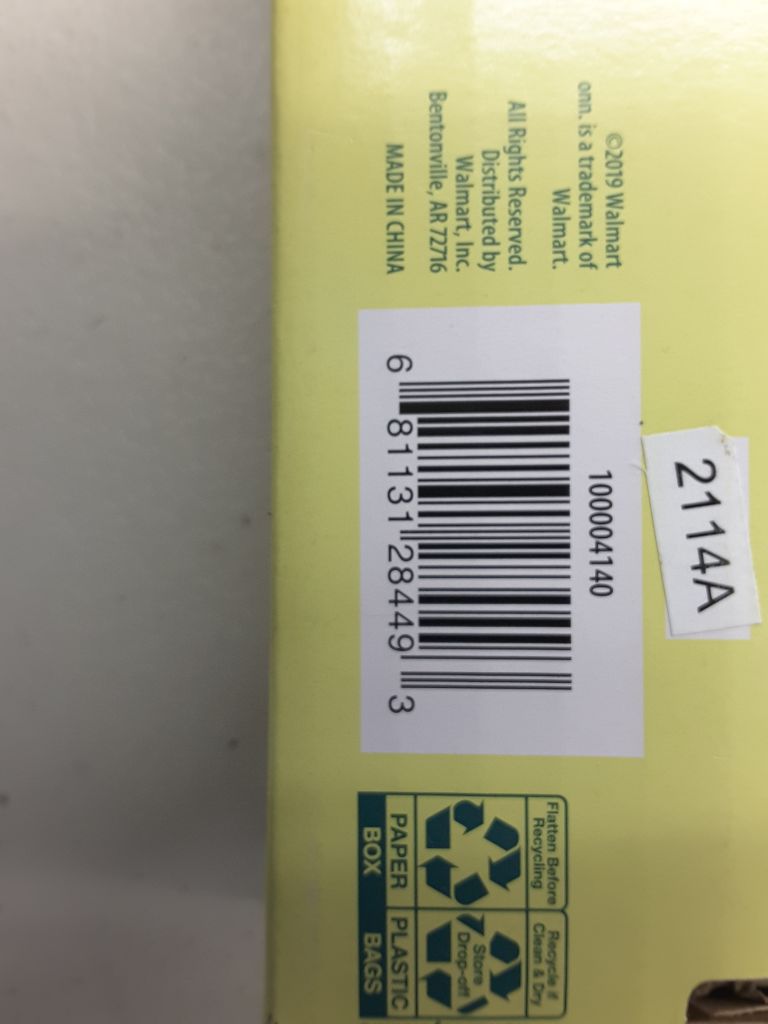 ©2019 Walmart
onn. is a trademark of
Walmart.
All Rights Reserved.
Distributed by
Walmart, Inc.
Bentonville, AR 72716
MADE IN CHINA
2114A
100004140
6 81131 28449 3
Flatten Before
Recycling
PAPER
BOX
Recycle if
Clean & Dry
Store
Drop-off
PLASTIC
BAGS